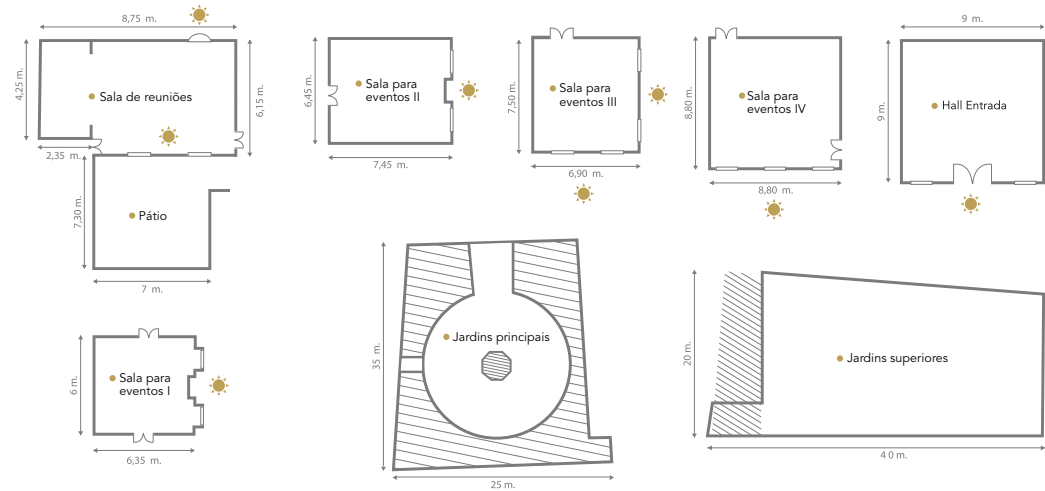 8,75 m.
4,25 m.
Sala de reuniões
6,15 m.
2,35 m.
7,30 m.
Pátio
7 m.
6,45 m.
Sala para
eventos II
7,45 m.
7,50 m.
Sala para
eventos III
6,90 m.
8,80 m.
Sala para
eventos IV
8,80 m.
9 m.
9 m.
Hall Entrada
6 m.
Sala para
eventos I
6,35 m.
35 m.
Jardins principais
25 m.
20 m.
Jardins superiores
40 m.